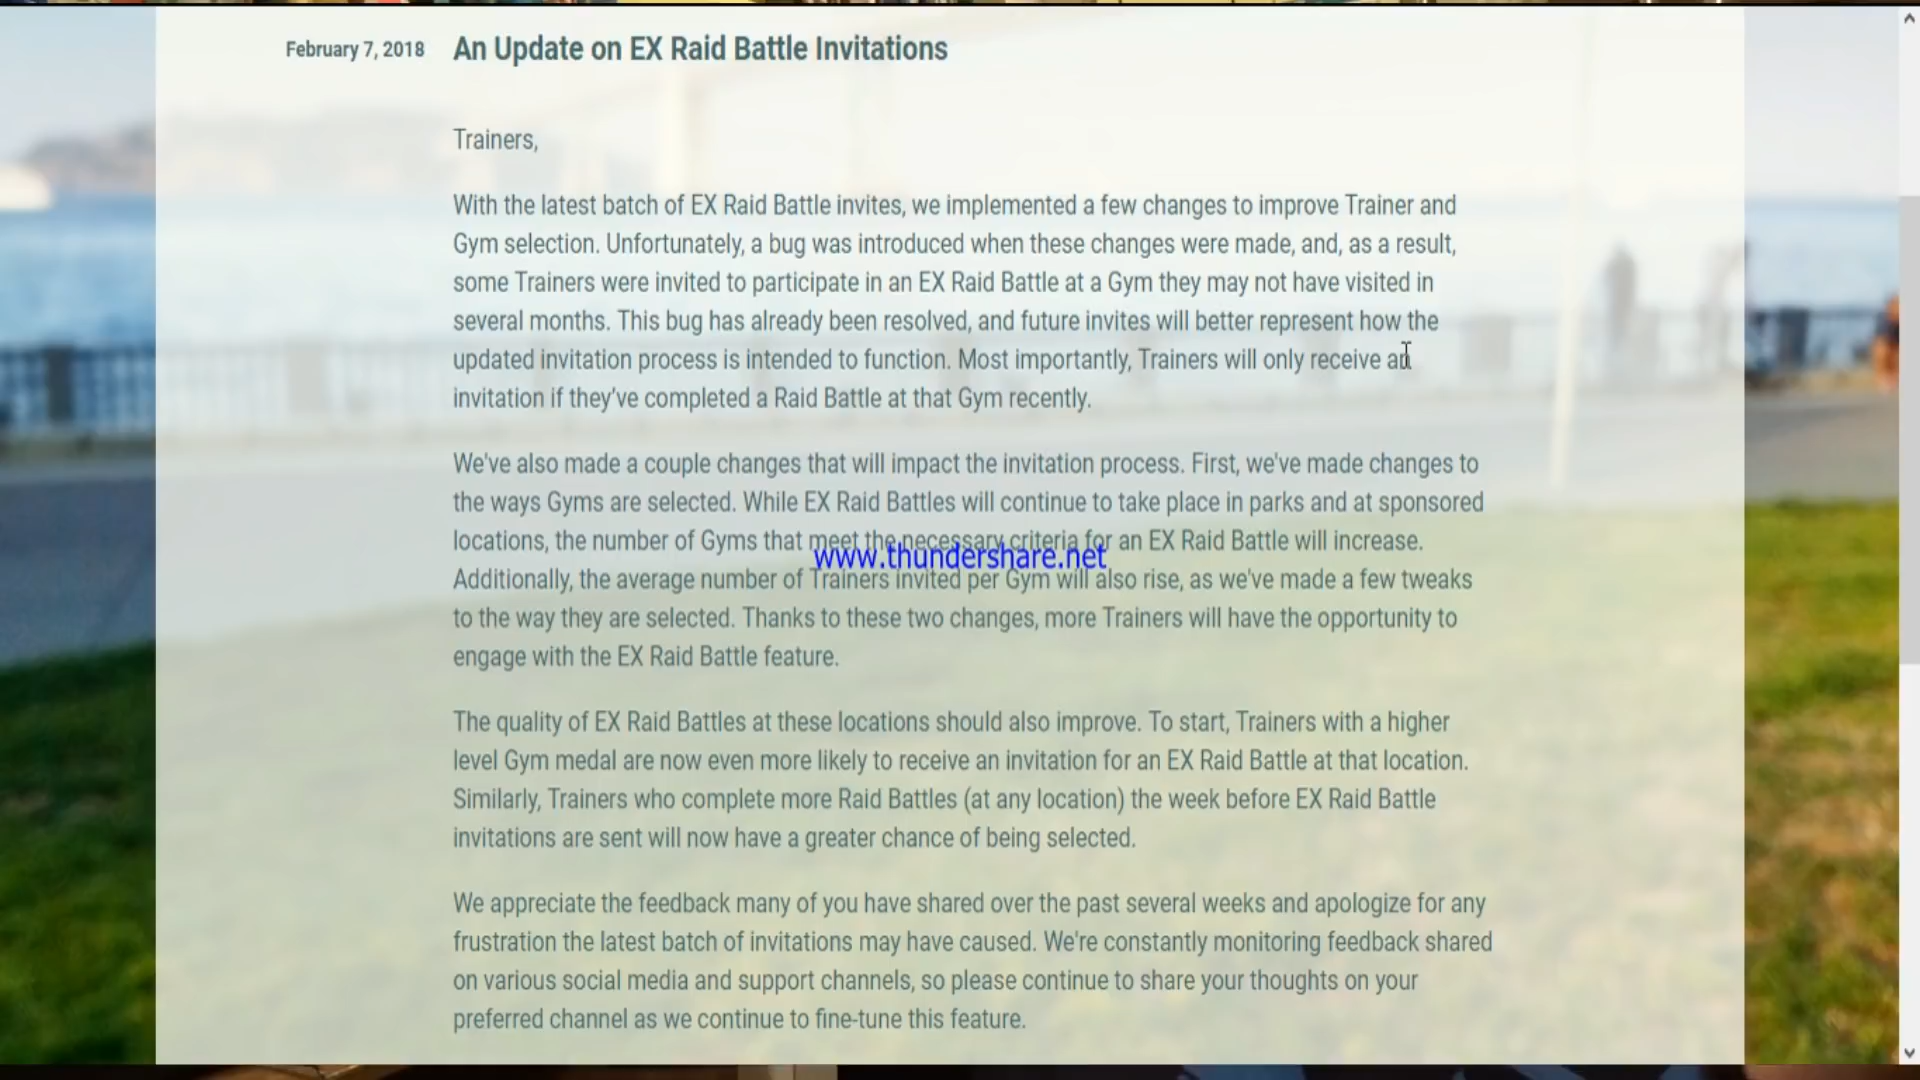 February 7, 2018 An Update on EX Raid Battle Invitations
Trainers,
With the latest batch of EX Raid Battle invites, we implemented a few changes to improve Trainer and
Gym selection. Unfortunately, a bug was introduced when these changes were made, and, as a result,
some Trainers were invited to participate in an EX Raid Battle at a Gym they may not have visited in
several months. This bug has already been resolved, and future invites will better represent how the
updated invitation process is intended to function. Most importantly, Trainers will only receive an
invitation if they've completed a Raid Battle at that Gym recently.
We've also made a couple changes that will impact the invitation process. First, we've made changes to
the ways Gyms are selected. While EX Raid Battles will continue to take place in parks and at sponsored
locations, the number of Gyms that meet the necessary criteria for an EX Raid Battle will increase.
www.thundershare.net
Additionally, the average number of Trainers invited per Gym will also rise, as we've made a few tweaks
to the way they are selected. Thanks to these two changes, more Trainers will have the opportunity to
engage with the EX Raid Battle feature.
The quality of EX Raid Battles at these locations should also improve. To start, Trainers with a higher
level Gym medal are now even more likely to receive an invitation for an EX Raid Battle at that location.
Similarly, Trainers who complete more Raid Battles (at any location) the week before EX Raid Battle
invitations are sent will now have a greater chance of being selected.
We appreciate the feedback many of you have shared over the past several weeks and apologize for any
frustration the latest batch of invitations may have caused. We're constantly monitoring feedback shared
on various social media and support channels, so please continue to share your thoughts on your
preferred channel as we continue to fine-tune this feature.